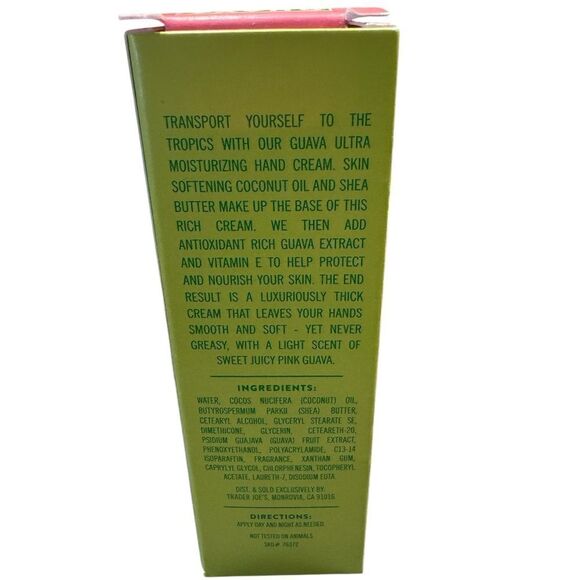 TRANSPORT YOURSELF TO THE
TROPICS WITH OUR GUAVA ULTRA
MOISTURIZING HAND CREAM. SKIN
SOFTENING COCONUT OIL AND SHEA
BUTTER MAKE UP THE BASE OF THIS
RICH CREAM. WE THEN ADD
ANTIOXIDANT RICH GUAVA EXTRACT
AND VITAMIN E TO HELP PROTECT
AND NOURISH YOUR SKIN. THE END
RESULT IS A LUXURIOUSLY THICK
CREAM THAT LEAVES YOUR HANDS
SMOOTH AND SOFT - YET NEVER
GREASY, WITH A LIGHT SCENT OF
SWEET JUICY PINK GUAVA.
INGREDIENTS:
WATER, COCOS NUCIFERA (COCONUT) OIL,
BUTYROSPERMUM PARKII (SHEA) BUTTER,
CETEARYL ALCOHOL, GLYCERYL STEARATE SE,
DIMETHICONE, GLYCERIN, CETEARETH-20,
PSIDIUM GUAJAVA (GUAVA) FRUIT EXTRACT,
PHENOXYETHANOL, POLYACRYLAMIDE, C13-14
ISOPARAFFIN, FRAGRANCE, XANTHAN GUM,
CAPRYLYL GLYCOL, CHLORPHENESIN, TOCOPHERYL
ACETATE, LAURETH-7, DISODIUM EDTA.
DIST. & SOLD EXCLUSIVELY BY:
TRADER JOE'S, MONROVIA, CA 91016
DIRECTIONS:
APPLY DAY AND NIGHT AS NEEDED.
NOT TESTED ON ANIMALS.
SKU# 76372